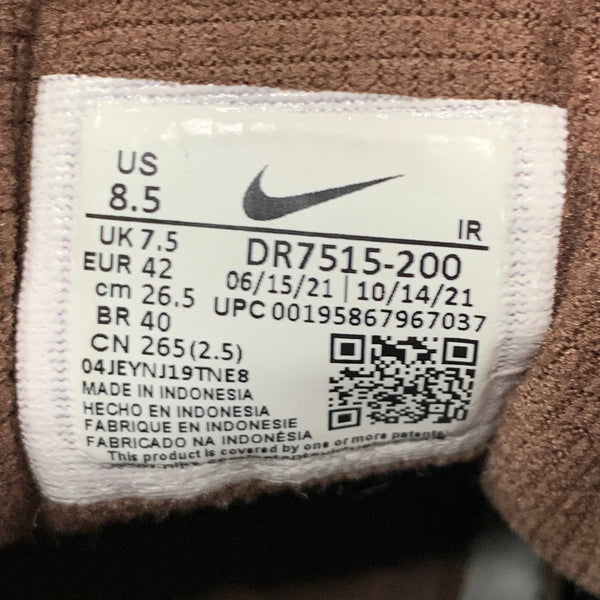 US
8.5
IR
UK 7.5
EUR 42
cm 26.5
BR 40
CN 265(2.5)
DR7515-200
06/15/21 | 10/14/21
UPC 00195867967037
04JEYNJ19TNE8
MADE IN INDONESIA
HECHO EN INDONESIA
FABRIQUE EN INDONESIE
FABRICADO NA INDONÉSIA
This product is covered by one or more patents